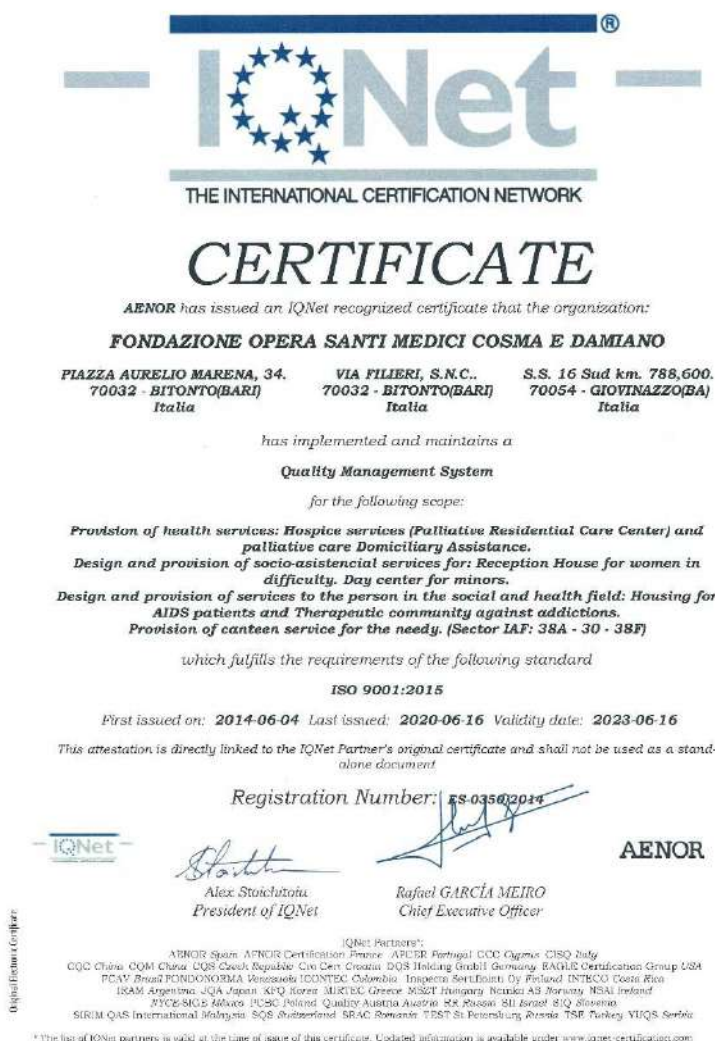 IQNet®
THE INTERNATIONAL CERTIFICATION NETWORK
CERTIFICATE
AENOR has issued an IQNet recognized certificate that the organization:
FONDAZIONE OPERA SANTI MEDICI COSMA E DAMIANO
PIAZZA AURELIO MARENA, 34.
70032 - BITONTO(BARI)
Italia
VIA FILIERI, S.N.C..
70032 - BITONTO(BARI)
Italia
S.S. 16 Sud km. 788,600.
70054 - GIOVINAZZO(BA)
Italia
has implemented and maintains a
Quality Management System
for the following scope:
Provision of health services: Hospice services (Palliative Residential Care Center) and
palliative care Domiciliary Assistance.
Design and provision of socio-asistencial services for: Reception House for women in
difficulty. Day center for minors.
Design and provision of services to the person in the social and health field: Housing for
AIDS patients and Therapeutic community against addictions.
Provision of canteen service for the needy. (Sector IAF: 38A - 30 - 38F)
which fulfills the requirements of the following standard
ISO 9001:2015
First issued on: 2014-06-04 Last issued: 2020-06-16 Validity date: 2023-06-16
This attestation is directly linked to the IQNet Partner's original certificate and shall not be used as a stand-
alone document
Registration Number: ES-0350/2014
IQNet
AENOR
Alex Stoichitoiu
President of IQNet
Rafael GARCÍA MEIRO
Chief Executive Officer
Original Electronic Certificate
IQNet Partners*:
AENOR Spain AFNOR Certification France APCER Portugal CCC Cyprus CISQ Italy
CQC China CQM China CQS Czech Republic Cro Cert Croatia DQS Holding GmbH Germany EAGLE Certification Group USA
FCAV Brazil FONDONORMA Venezuela ICONTEC Colombia Inspecta Sertifiointi Oy Finland INTECO Costa Rica
IRAM Argentina JQA Japan KFQ Korea MIRTEC Greece MSZT Hungary Nemko AS Norway NSAI Ireland
NYCE-SIGE México PCBC Poland Quality Austria Austria RR Russia SII Israel SIQ Slovenia
SIRIM QAS International Malaysia SQS Switzerland SRAC Romania TEST St Petersburg Russia TSE Turkey YUQS Serbia
* The list of IQNet partners is valid at the time of issue of this certificate. Updated information is available under www.iqnet-certification.com